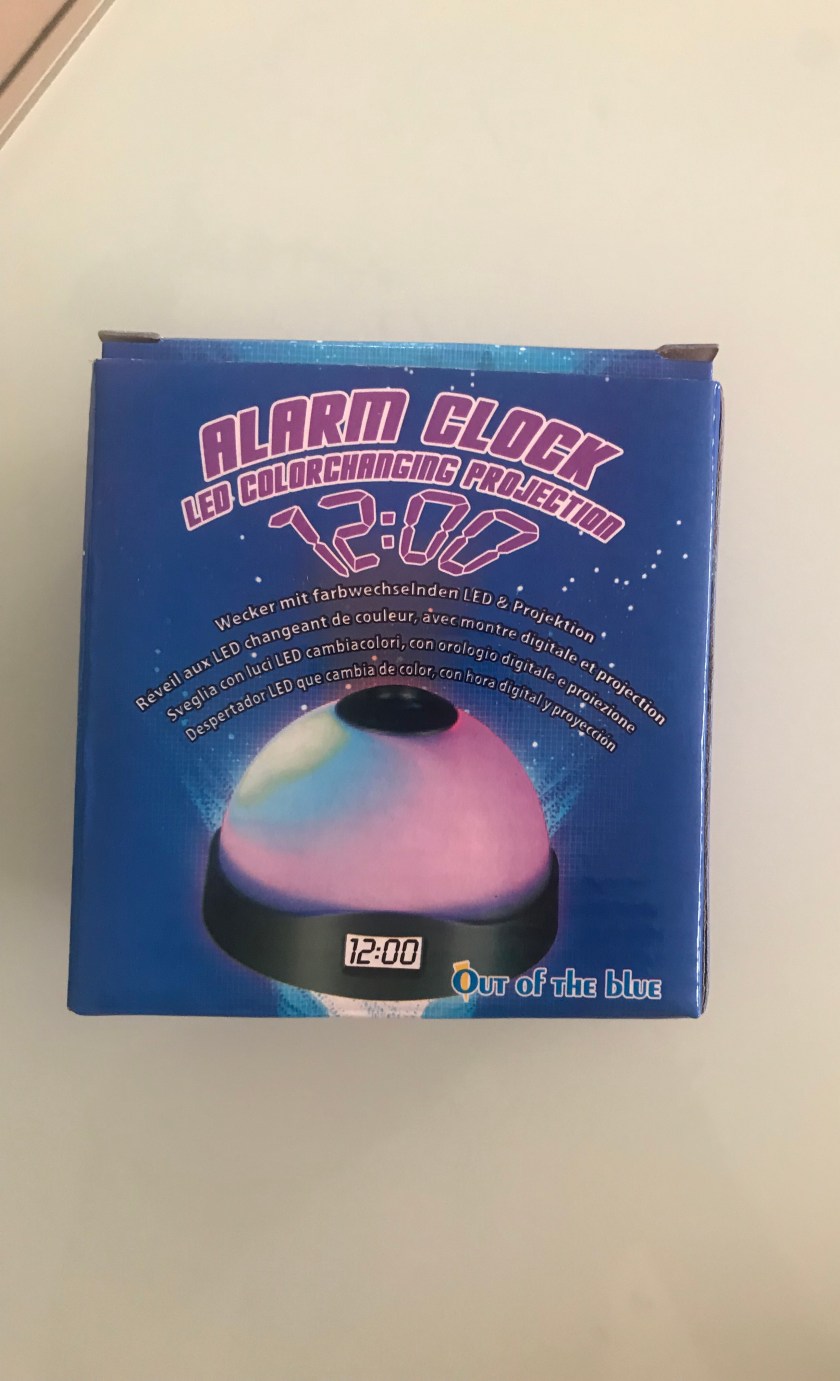 ALARM CLOCK
LED COLORCHANGING PROJECTION
12:00
Wecker mit farbwechselnden LED & Projektion
Réveil aux LED changeant de couleur, avec montre digitale et projection
Sveglia con luci LED cambiacolori, con orologio digitale e proiezione
Despertador LED que cambia de color, con hora digital y proyección
12:00
Out of the blue